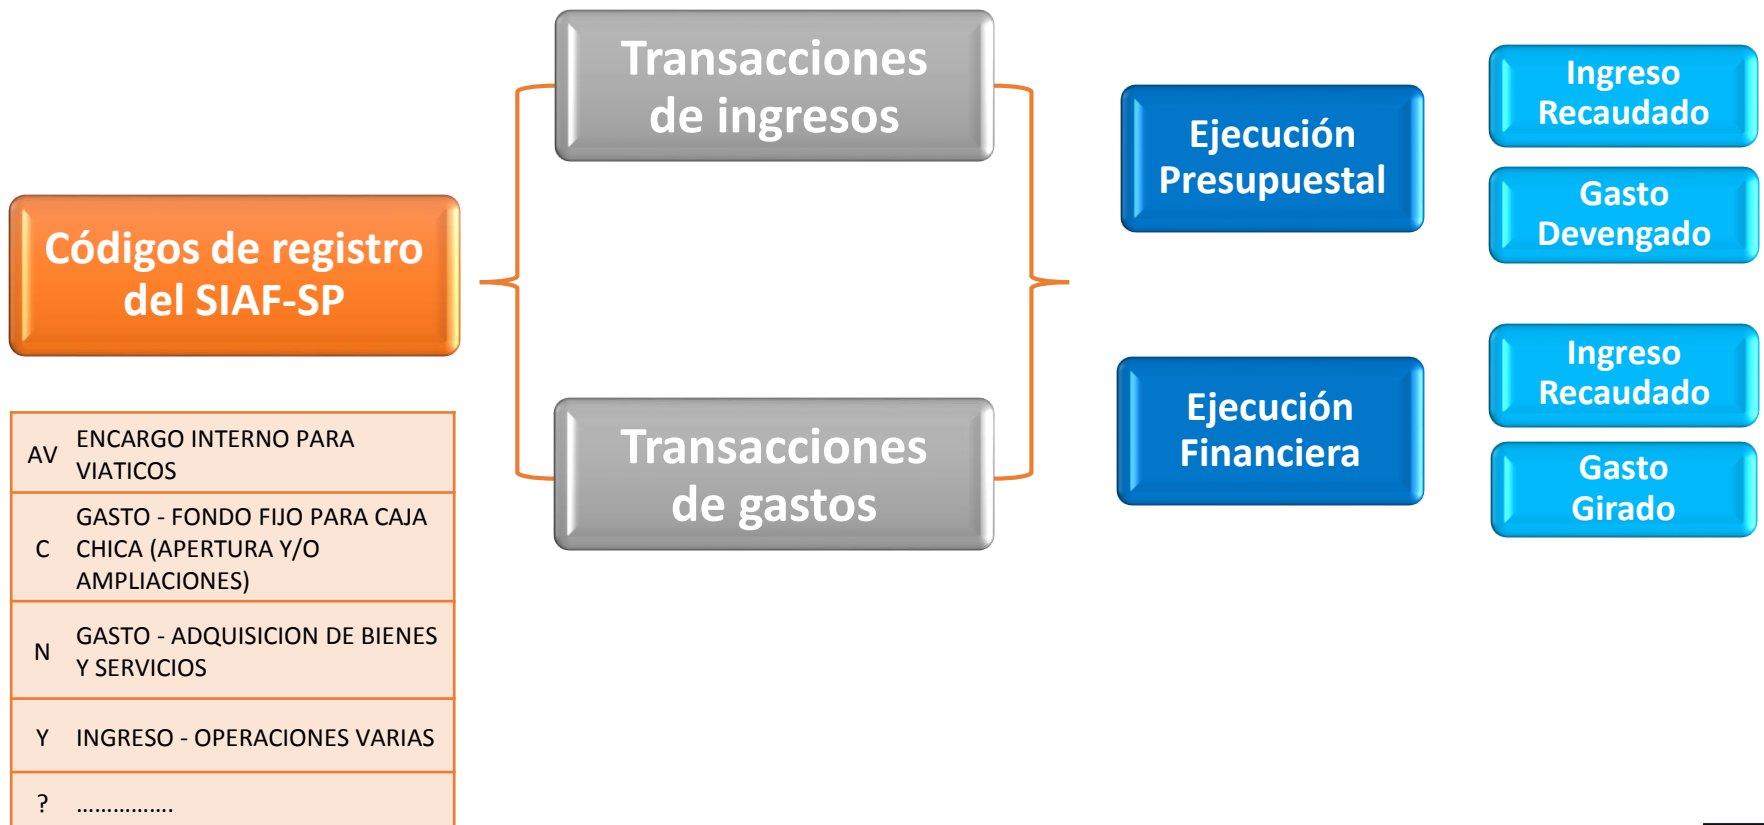 Códigos de registro
del SIAF-SP
AV ENCARGO INTERNO PARA
VIATICOS
GASTO - FONDO FIJO PARA CAJA
C CHICA (APERTURA Y/O
AMPLIACIONES)
N GASTO - ADQUISICION DE BIENES
Y SERVICIOS
Y INGRESO - OPERACIONES VARIAS
? ……………..
Transacciones
de ingresos
Transacciones
de gastos
Ejecución
Presupuestal
Ingreso
Recaudado
Gasto
Devengado
Ejecución
Financiera
Ingreso
Recaudado
Gasto
Girado